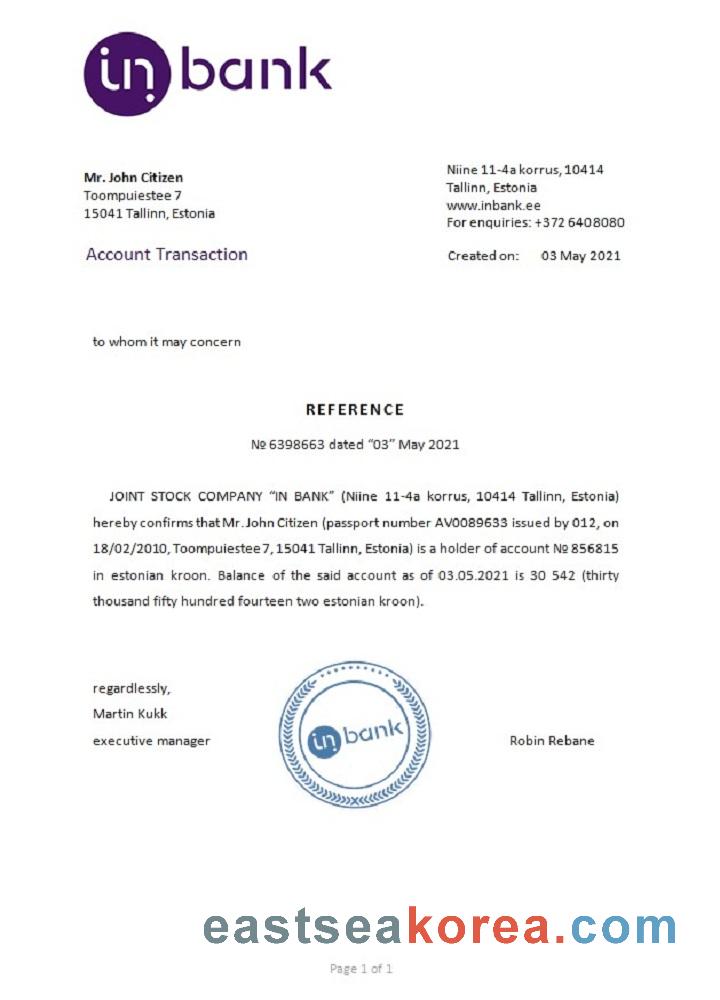 in bank
Mr. John Citizen
Toompuiestee 7
15041 Tallinn, Estonia
Niine 11-4a korrus, 10414
Tallinn, Estonia
www.inbank.ee
For enquiries: +372 6408080
Account Transaction
Created on: 03 May 2021
to whom it may concern
REFERENCE
№ 6398663 dated “03” May 2021
JOINT STOCK COMPANY “IN BANK” (Niine 11-4a korrus, 10414 Tallinn, Estonia)
hereby confirms that Mr. John Citizen (passport number AV0089633 issued by 012, on
18/02/2010, Toompuiestee 7, 15041 Tallinn, Estonia) is a holder of account № 856815
in estonian kroon. Balance of the said account as of 03.05.2021 is 30 542 (thirty
thousand fifty hundred fourteen two estonian kroon).
regardlessly,
Martin Kukk
executive manager
in bank
Robin Rebane
eastseakorea.com
Page 1 of 1